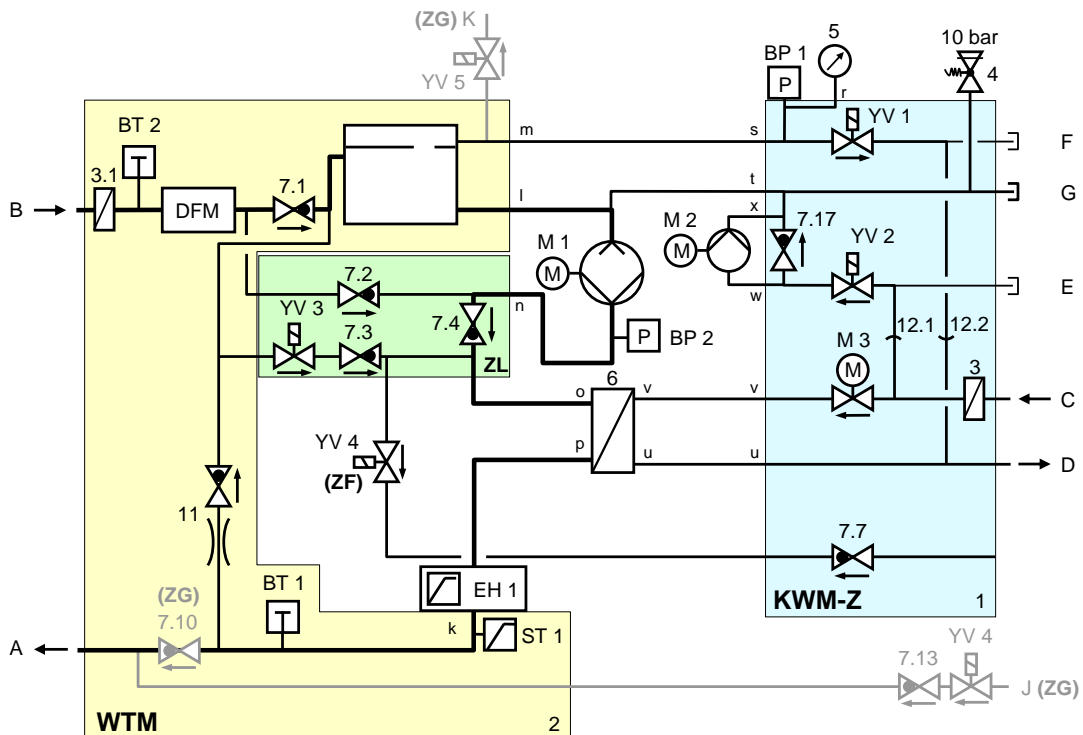 (ZG) K
YV 5
5
10 bar
BP 1
P
4
r
BT 2
T
m
s
YV 1
F
3.1
7.1
B
DFM
l
t
G
x
M 2
M
7.17
YV 2
M 1
M
7.2
E
YV 3
n
w
7.4
12.1
12.2
7.3
P
BP 2
M 3
M
ZL
6
3
o
v
v
C
YV 4
(ZF)
p
u
u
D
11
7.7
BT 1
T
EH 1
KWM-Z
1
(ZG)
7.10
k
ST 1
A
YV 4
7.13
J (ZG)
WTM
2